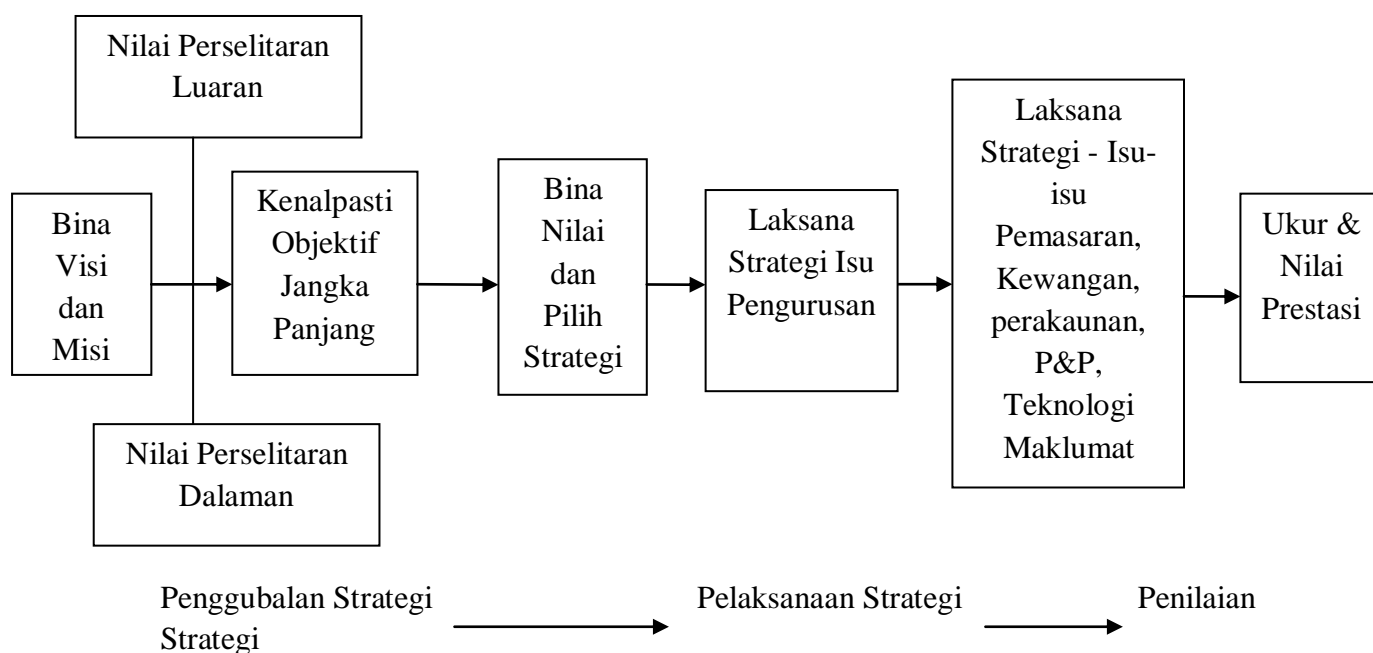 Nilai Perselitaran
Luaran
Bina
Visi
dan
Misi
Nilai Perselitaran
Dalaman
Kenalpasti
Objektif
Jangka
Panjang
Bina
Nilai
dan
Pilih
Strategi
Laksana
Strategi Isu
Pengurusan
Laksana
Strategi - Isu-
isu
Pemasaran,
Kewangan,
perakaunan,
P&P,
Teknologi
Maklumat
Ukur &
Nilai
Prestasi
Penggubalan Strategi
Pelaksanaan Strategi
Penilaian
Strategi